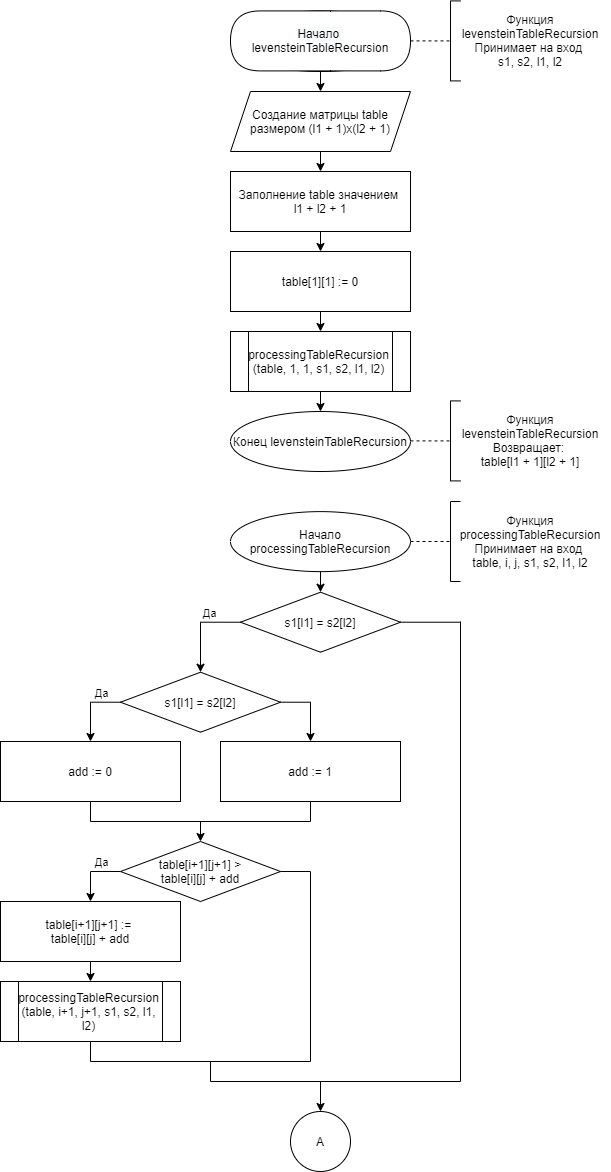 Начало
levensteinTableRecursion
Функция
levensteinTableRecursion
Принимает на вход
s1, s2, l1, l2
Создание матрицы table
размером (l1 + 1)x(l2 + 1)
Заполнение table значением
l1 + l2 + 1
table[1][1] := 0
processingTableRecursion
(table, 1, 1, s1, s2, l1, l2)
Конец levensteinTableRecursion
Функция
levensteinTableRecursion
Возвращает:
table[l1 + 1][l2 + 1]
Начало
processingTableRecursion
Функция
processingTableRecursion
Принимает на вход
table, i, j, s1, s2, l1, l2
Да
s1[l1] = s2[l2]
Да
s1[l1] = s2[l2]
add := 0
add := 1
Да
table[i+1][j+1] >
table[i][j] + add
table[i+1][j+1] :=
table[i][j] + add
processingTableRecursion
(table, i+1, j+1, s1, s2, l1,
l2)
A